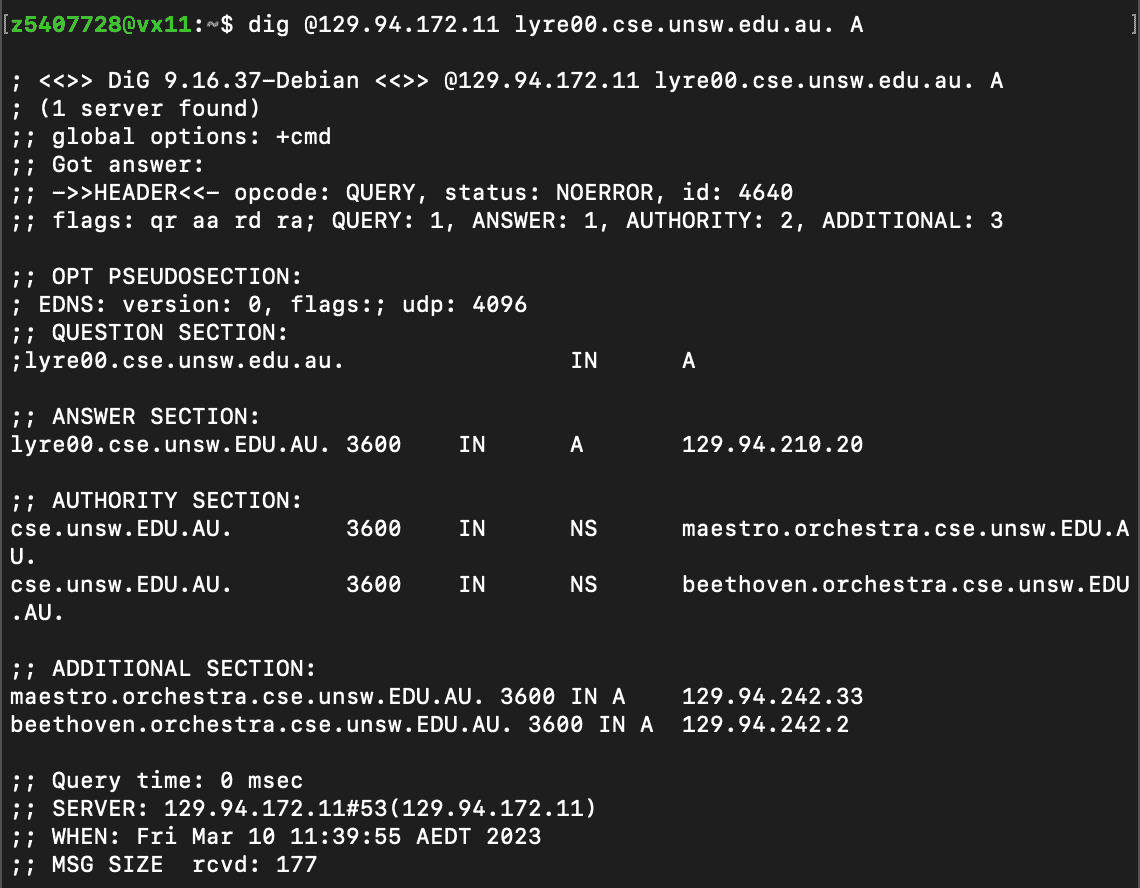 [z5407728@vx11:~$ dig @129.94.172.11 lyre00.cse.unsw.edu.au. A ]
; <<>> DiG 9.16.37-Debian <<>> @129.94.172.11 lyre00.cse.unsw.edu.au. A
; (1 server found)
;; global options: +cmd
;; Got answer:
;; ->>HEADER<<- opcode: QUERY, status: NOERROR, id: 4640
;; flags: qr aa rd ra; QUERY: 1, ANSWER: 1, AUTHORITY: 2, ADDITIONAL: 3
;; OPT PSEUDOSECTION:
; EDNS: version: 0, flags:; udp: 4096
;; QUESTION SECTION:
;lyre00.cse.unsw.edu.au. IN A
;; ANSWER SECTION:
lyre00.cse.unsw.EDU.AU. 3600 IN A 129.94.210.20
;; AUTHORITY SECTION:
cse.unsw.EDU.AU. 3600 IN NS maestro.orchestra.cse.unsw.EDU.A
U.
cse.unsw.EDU.AU. 3600 IN NS beethoven.orchestra.cse.unsw.EDU
.AU.
;; ADDITIONAL SECTION:
maestro.orchestra.cse.unsw.EDU.AU. 3600 IN A 129.94.242.33
beethoven.orchestra.cse.unsw.EDU.AU. 3600 IN A 129.94.242.2
;; Query time: 0 msec
;; SERVER: 129.94.172.11#53(129.94.172.11)
;; WHEN: Fri Mar 10 11:39:55 AEDT 2023
;; MSG SIZE rcvd: 177